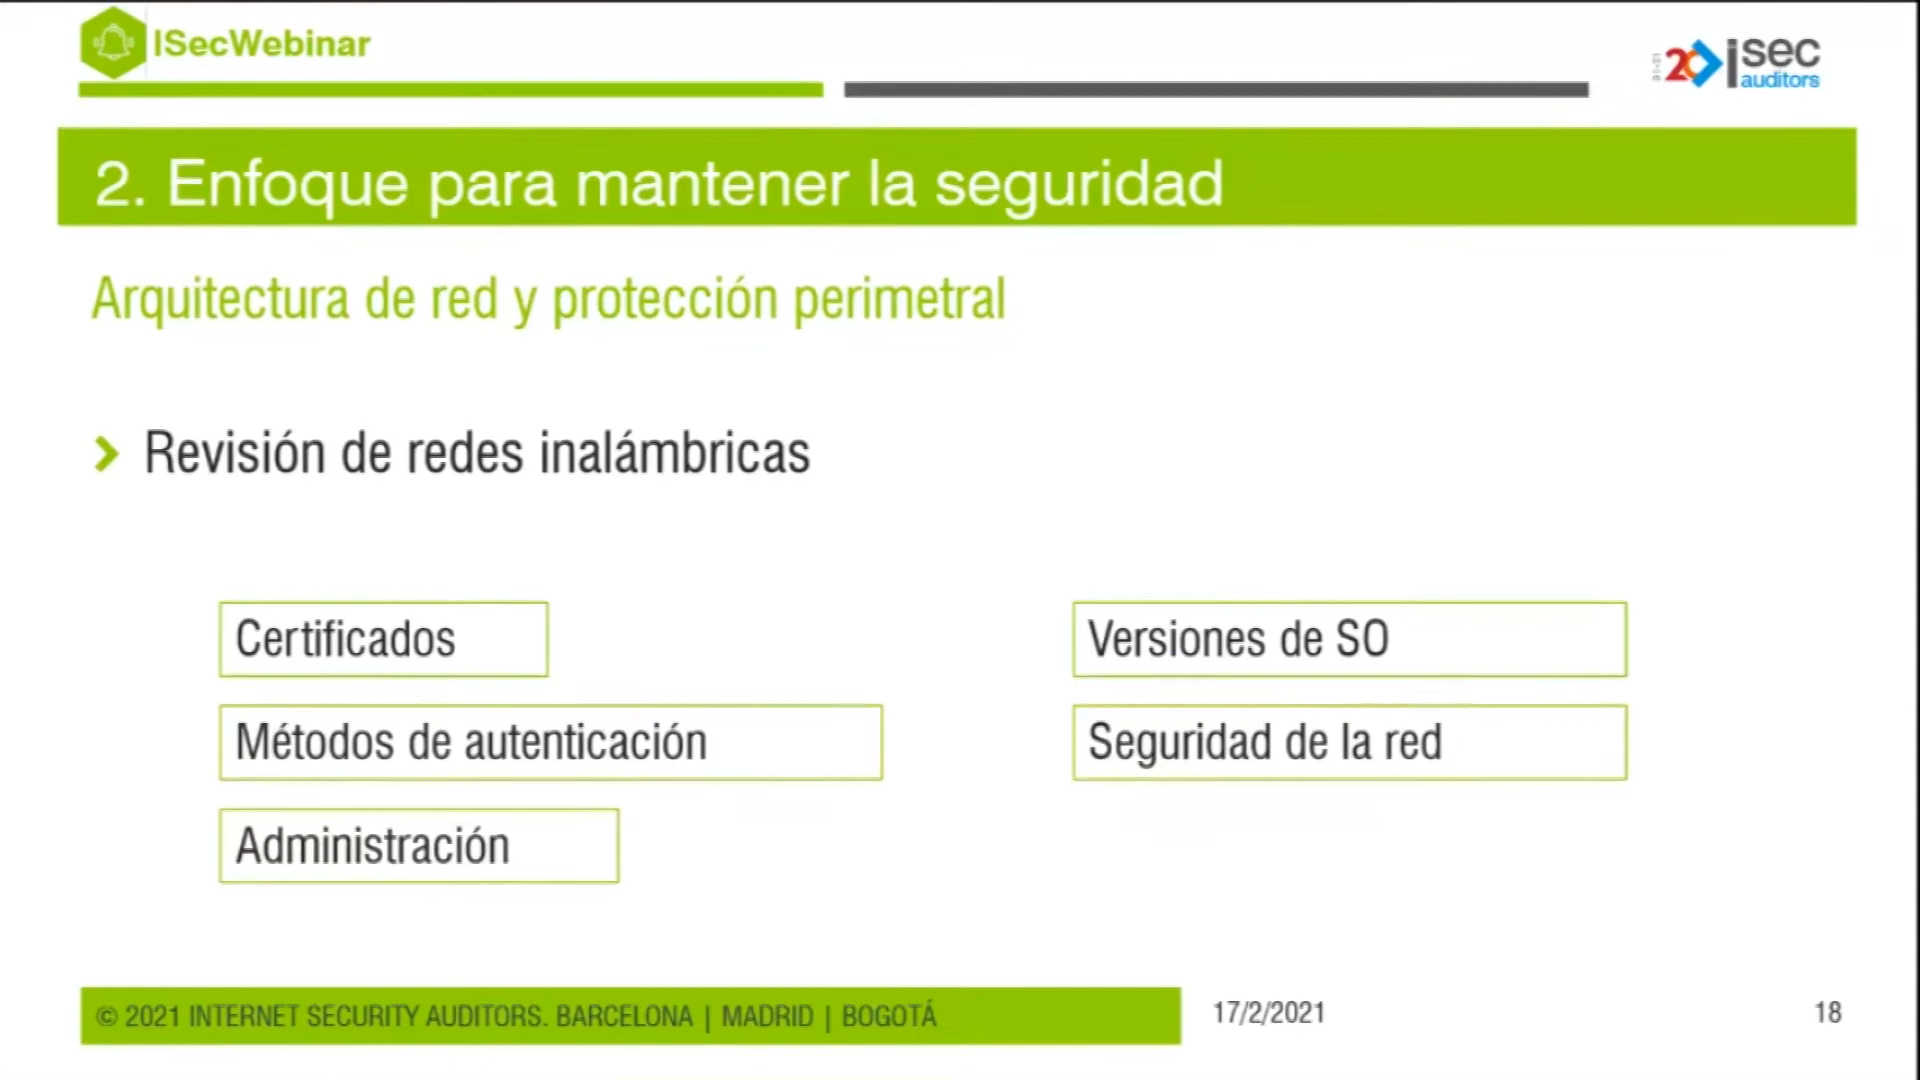 ISecWebinar
20 isec
auditors
2. Enfoque para mantener la seguridad
Arquitectura de red y protección perimetral
Revisión de redes inalámbricas
Certificados
Versiones de SO
Métodos de autenticación
Seguridad de la red
Administración
© 2021 INTERNET SECURITY AUDITORS. BARCELONA | MADRID | BOGOTÁ
17/2/2021
18